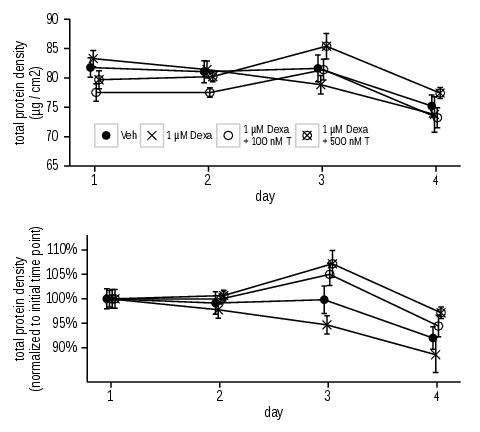 90
85
80
75
70
65
total protein density
(µg / cm2)
Veh
1 µM Dexa
1 µM Dexa
+ 100 nM T
1 µM Dexa
+ 500 nM T
1 2 3 4
day
110%
105%
100%
95%
90%
total protein density
(normalized to initial time point)
1 2 3 4
day